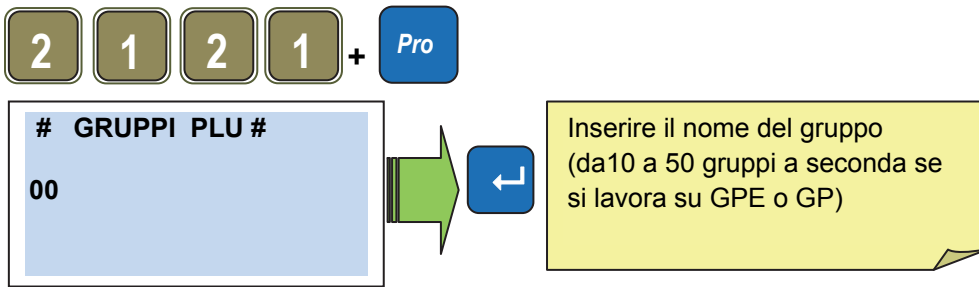 2 1 2 1 + Pro
# GRUPPI PLU #
00
Inserire il nome del gruppo
(da10 a 50 gruppi a seconda se
si lavora su GPE o GP)